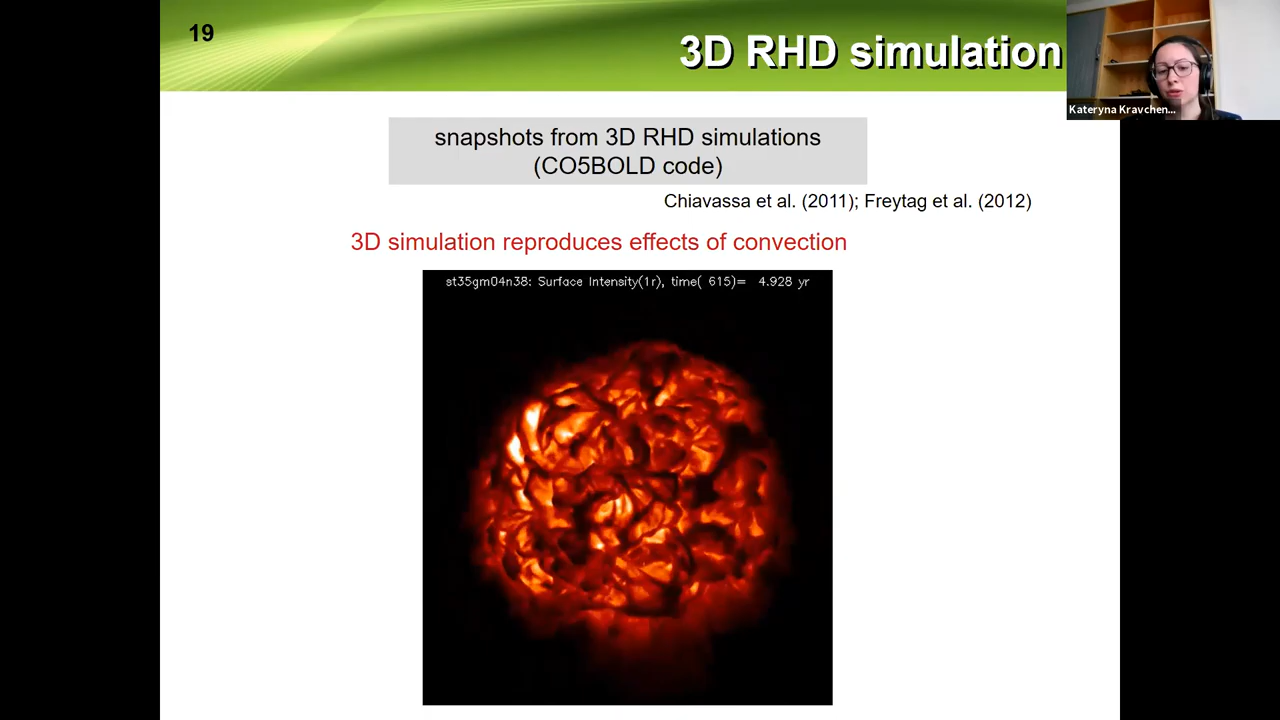 19
3D RHD simulation
Kateryna Kravchen...
snapshots from 3D RHD simulations
(CO5BOLD code)
Chiavassa et al. (2011); Freytag et al. (2012)
3D simulation reproduces effects of convection
st35gm04n38: Surface Intensity(1r), time( 615)= 4.928 yr